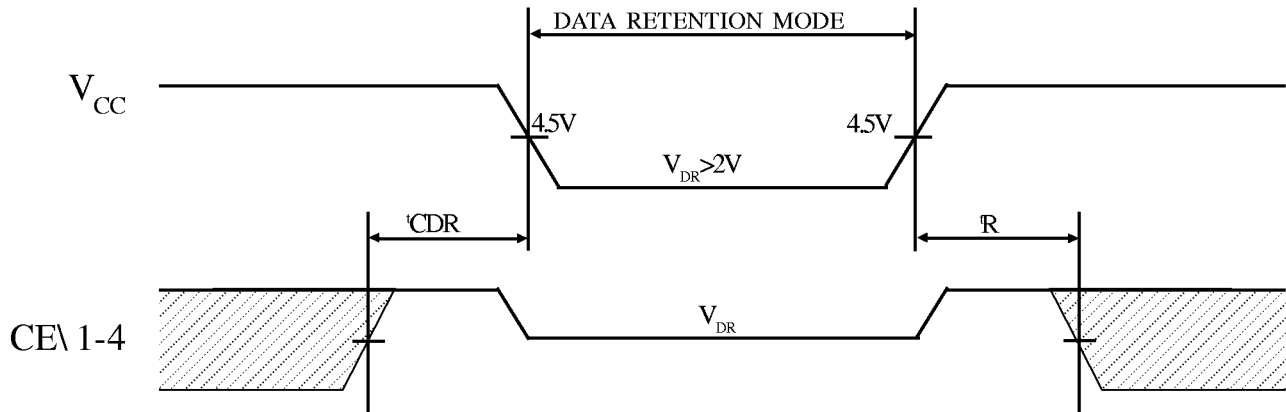 DATA RETENTION MODE
VCC
4.5V
4.5V
VDR>2V
tCDR
tR
CE\ 1-4
VDR